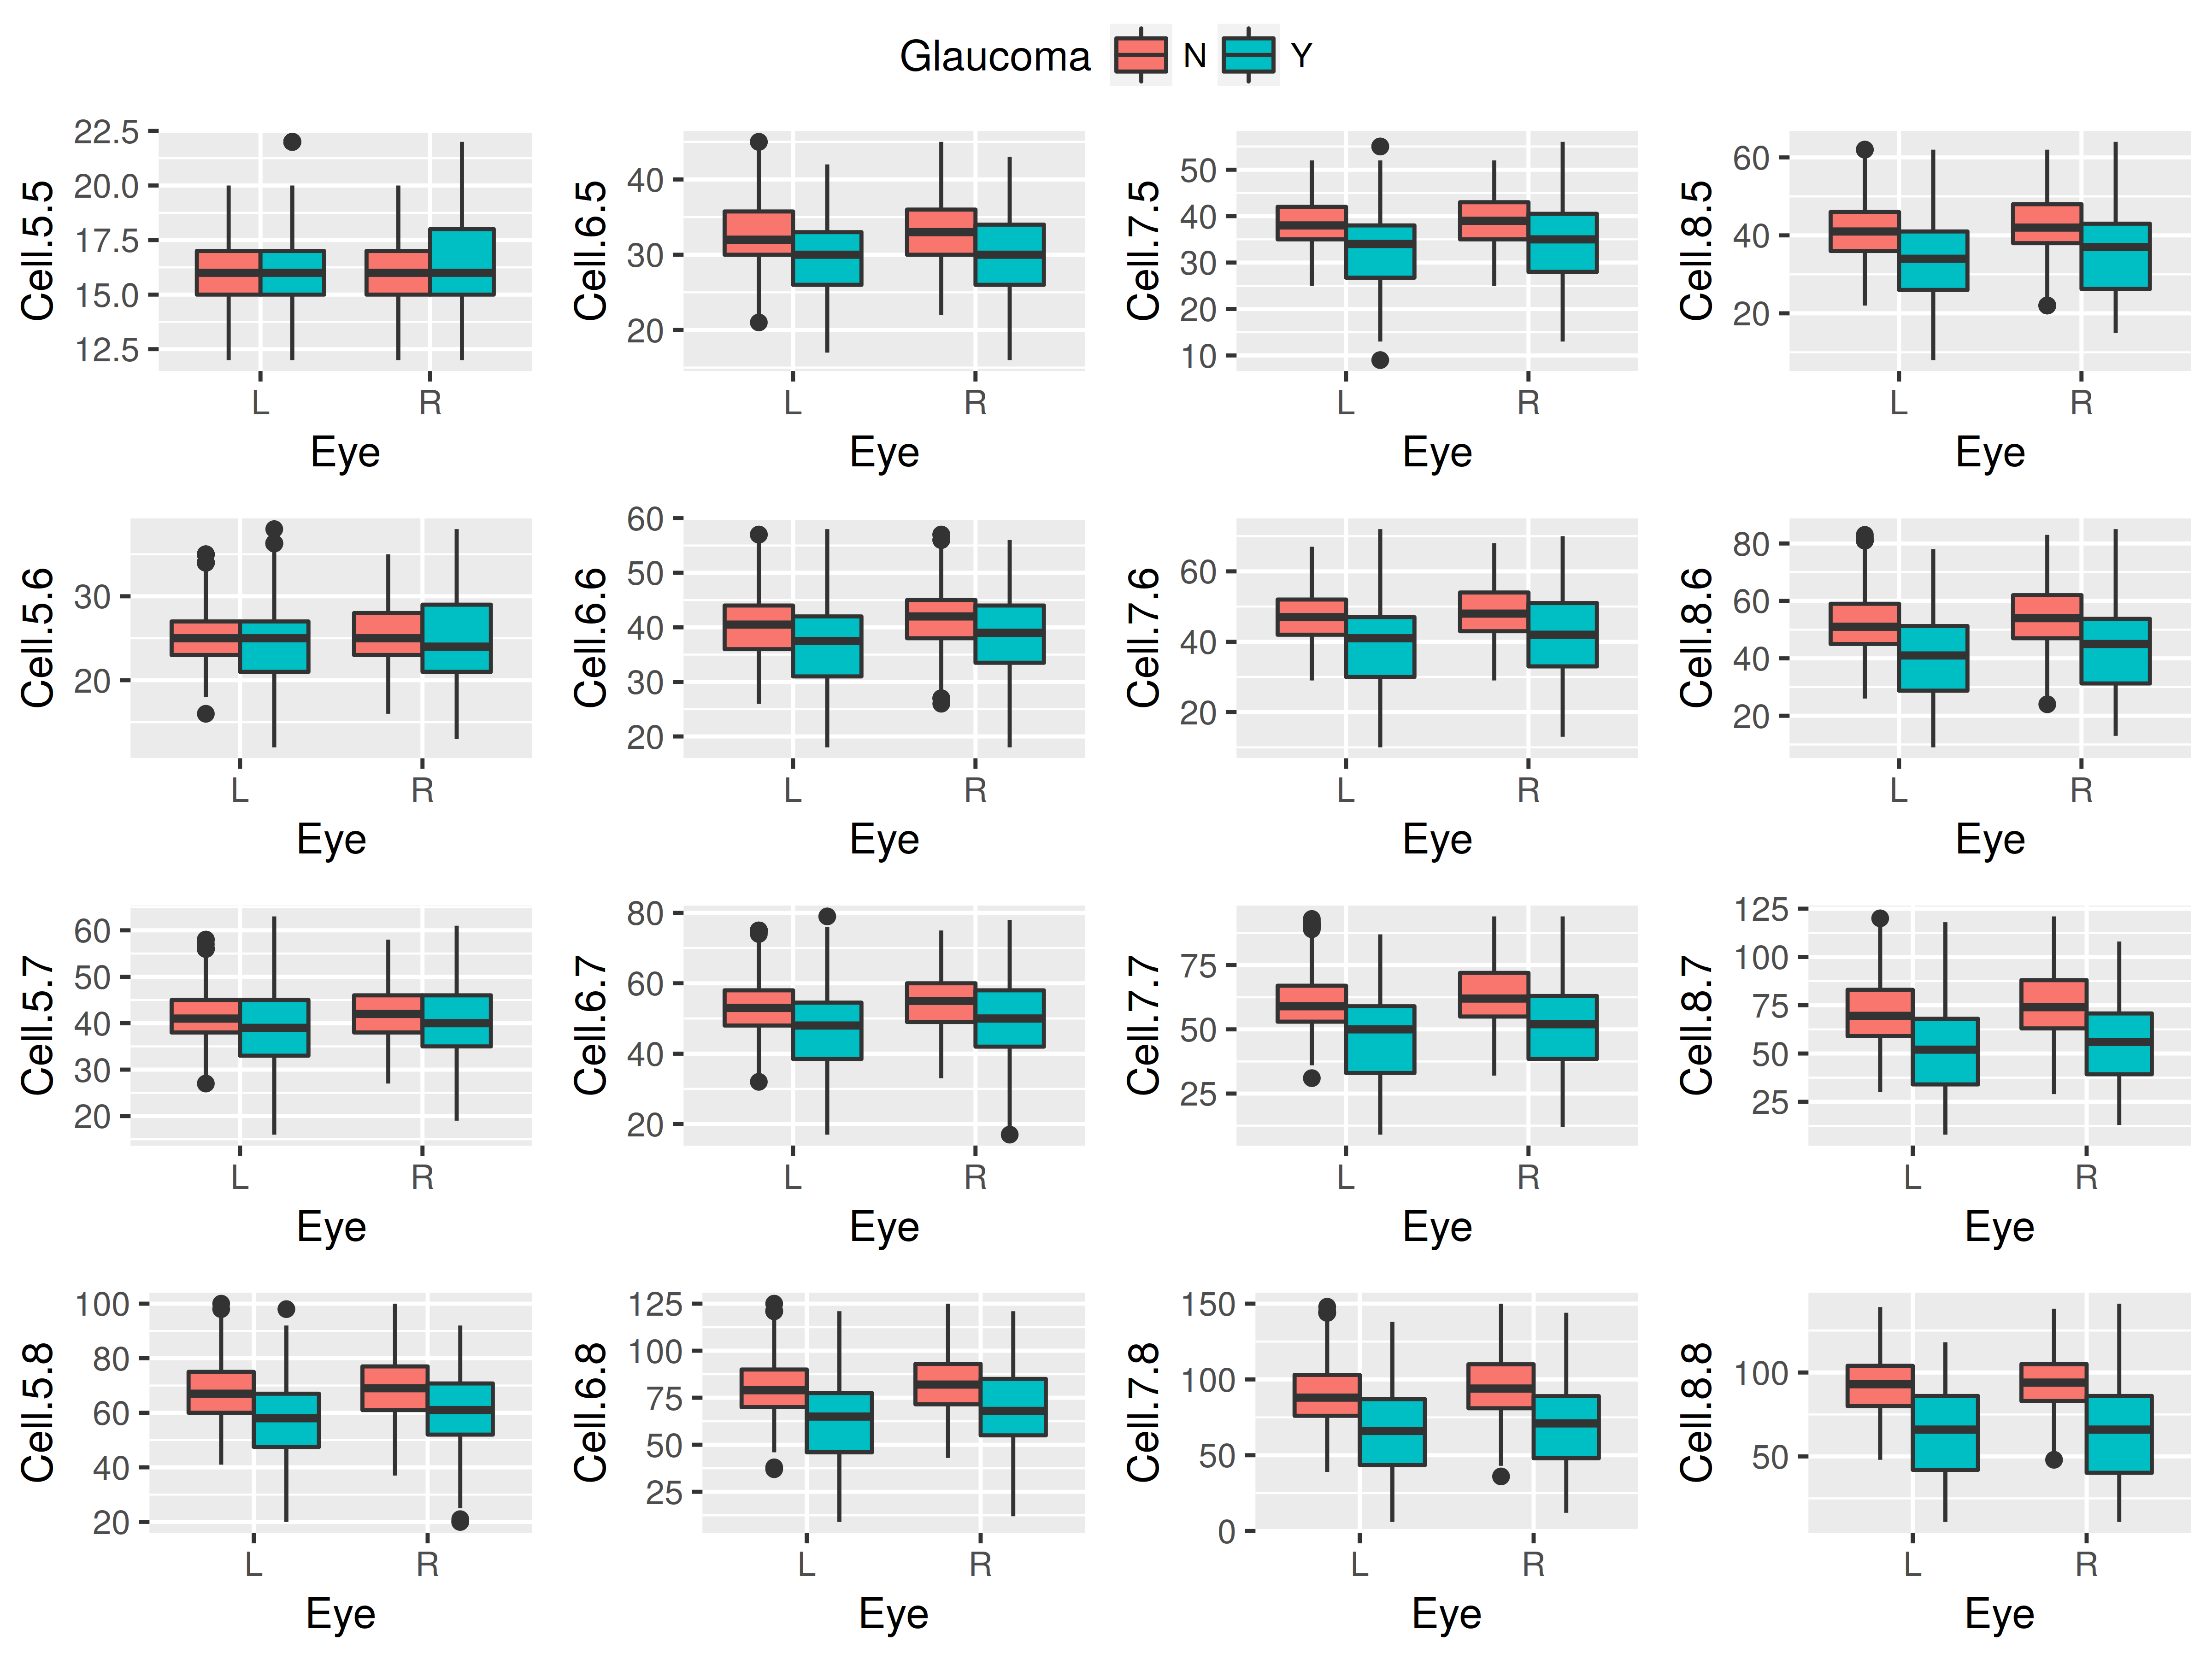 Glaucoma N Y
Cell.5.5
22.5
20.0
17.5
15.0
12.5
L R
Eye
Cell.6.5
40
30
20
L R
Eye
Cell.7.5
50
40
30
20
10
L R
Eye
Cell.8.5
60
40
20
L R
Eye
Cell.5.6
30
20
L R
Eye
Cell.6.6
60
50
40
30
20
L R
Eye
Cell.7.6
60
40
20
L R
Eye
Cell.8.6
80
60
40
20
L R
Eye
Cell.5.7
60
50
40
30
20
L R
Eye
Cell.6.7
80
60
40
20
L R
Eye
Cell.7.7
75
50
25
L R
Eye
Cell.8.7
125
100
75
50
25
L R
Eye
Cell.5.8
100
80
60
40
20
L R
Eye
Cell.6.8
125
100
75
50
25
L R
Eye
Cell.7.8
150
100
50
0
L R
Eye
Cell.8.8
100
50
L R
Eye